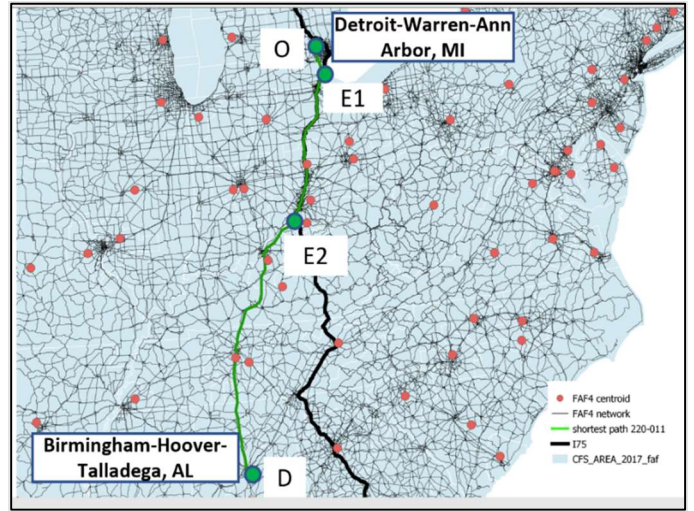 Detroit-Warren-Ann
Arbor, MI
O
E1
E2
FAF4 centroid
FAF4 network
shortest path 220-011
I75
CFS_AREA_2017_faf
Birmingham-Hoover-
Talladega, AL
D